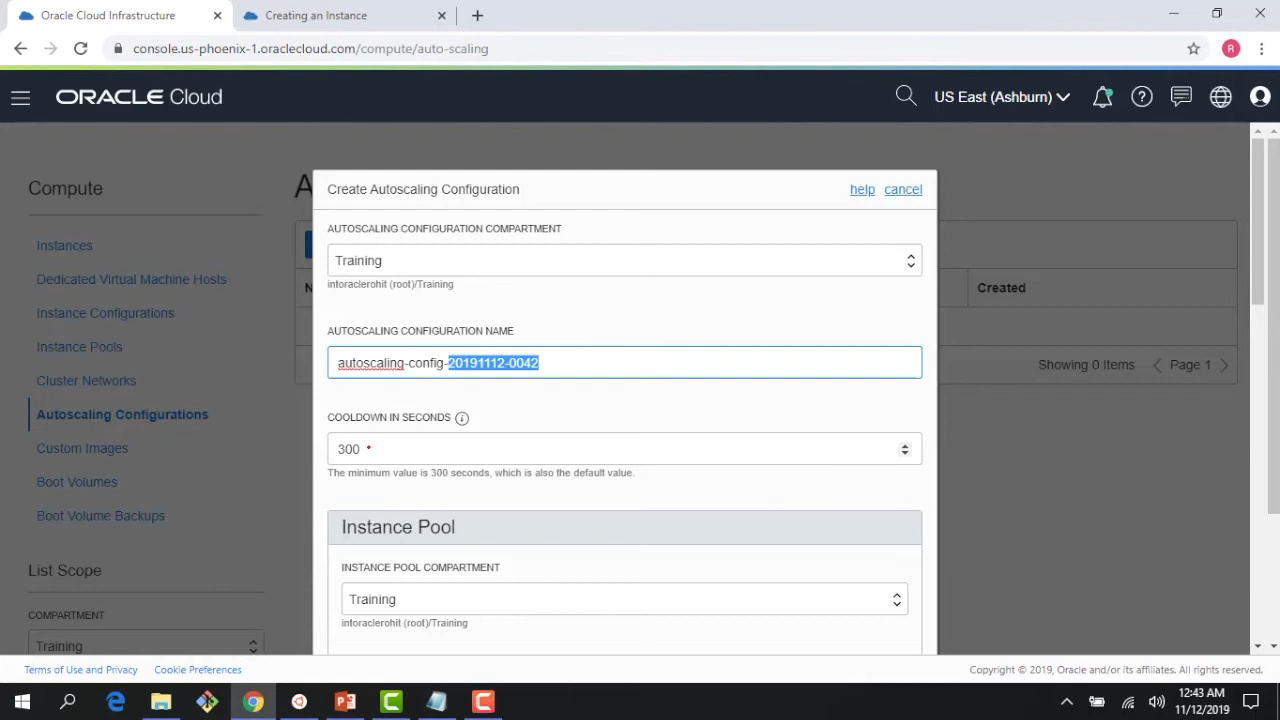 Oracle Cloud Infrastructure
Creating an Instance
console.us-phoenix-1.oraclecloud.com/compute/auto-scaling
R
ORACLE Cloud
US East (Ashburn)
Compute
A
Instances
Dedicated Virtual Machine Hosts
Instance Configurations
Instance Pools
Cluster Networks
Autoscaling Configurations
Custom Images
Boot Volumes
Boot Volume Backups
List Scope
COMPARTMENT
Training
N
Created
Showing 0 Items
Page 1
Create Autoscaling Configuration
help
cancel
AUTOSCALING CONFIGURATION COMPARTMENT
Training
intoraclerohit (root)/Training
AUTOSCALING CONFIGURATION NAME
autoscaling-config-20191112-0042
COOLDOWN IN SECONDS
300
The minimum value is 300 seconds, which is also the default value.
Instance Pool
INSTANCE POOL COMPARTMENT
Training
intoraclerohit (root)/Training
Terms of Use and Privacy
Cookie Preferences
Copyright © 2019, Oracle and/or its affiliates. All rights reserved.
12:43 AM
11/12/2019